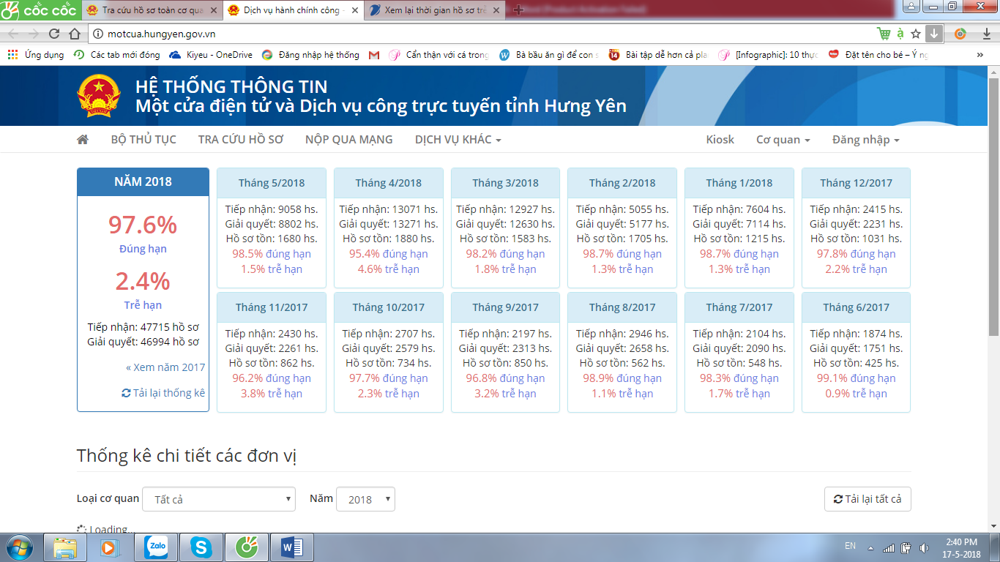 cốc cốc
Tra cứu hồ sơ toàn cơ qua
Dịch vụ hành chính công -
Xem lại thời gian hồ sơ trễ
motcua.hungyen.gov.vn
Ứng dụng
Các tab mới đóng
Kiyeu - OneDrive
Đăng nhập hệ thống
Cẩn thận với cá trong
Bà bầu ăn gì để con s
Bài tập dễ hơn cả pla
[Infographic]: 10 thực
Đặt tên cho bé – Ý ng
»
HỆ THỐNG THÔNG TIN
Một cửa điện tử và Dịch vụ công trực tuyến tỉnh Hưng Yên
BỘ THỦ TỤC
TRA CỨU HỒ SƠ
NỘP QUA MẠNG
DỊCH VỤ KHÁC
Kiosk
Cơ quan
Đăng nhập
NĂM 2018
97.6%
Đúng hạn
2.4%
Trễ hạn
Tiếp nhận: 47715 hồ sơ
Giải quyết: 46994 hồ sơ
« Xem năm 2017
Tải lại thống kê
Tháng 5/2018
Tiếp nhận: 9058 hs.
Giải quyết: 8802 hs.
Hồ sơ tồn: 1680 hs.
98.5% đúng hạn
1.5% trễ hạn
Tháng 4/2018
Tiếp nhận: 13071 hs.
Giải quyết: 13271 hs.
Hồ sơ tồn: 1880 hs.
95.4% đúng hạn
4.6% trễ hạn
Tháng 3/2018
Tiếp nhận: 12927 hs.
Giải quyết: 12630 hs.
Hồ sơ tồn: 1583 hs.
98.2% đúng hạn
1.8% trễ hạn
Tháng 2/2018
Tiếp nhận: 5055 hs.
Giải quyết: 5177 hs.
Hồ sơ tồn: 1705 hs.
98.7% đúng hạn
1.3% trễ hạn
Tháng 1/2018
Tiếp nhận: 7604 hs.
Giải quyết: 7114 hs.
Hồ sơ tồn: 1215 hs.
98.7% đúng hạn
1.3% trễ hạn
Tháng 12/2017
Tiếp nhận: 2415 hs.
Giải quyết: 2231 hs.
Hồ sơ tồn: 1031 hs.
97.8% đúng hạn
2.2% trễ hạn
Tháng 11/2017
Tiếp nhận: 2430 hs.
Giải quyết: 2261 hs.
Hồ sơ tồn: 862 hs.
96.2% đúng hạn
3.8% trễ hạn
Tháng 10/2017
Tiếp nhận: 2707 hs.
Giải quyết: 2579 hs.
Hồ sơ tồn: 734 hs.
97.7% đúng hạn
2.3% trễ hạn
Tháng 9/2017
Tiếp nhận: 2197 hs.
Giải quyết: 2313 hs.
Hồ sơ tồn: 850 hs.
96.8% đúng hạn
3.2% trễ hạn
Tháng 8/2017
Tiếp nhận: 2946 hs.
Giải quyết: 2658 hs.
Hồ sơ tồn: 562 hs.
98.9% đúng hạn
1.1% trễ hạn
Tháng 7/2017
Tiếp nhận: 2104 hs.
Giải quyết: 2090 hs.
Hồ sơ tồn: 548 hs.
98.3% đúng hạn
1.7% trễ hạn
Tháng 6/2017
Tiếp nhận: 1874 hs.
Giải quyết: 1751 hs.
Hồ sơ tồn: 425 hs.
99.1% đúng hạn
0.9% trễ hạn
Thống kê chi tiết các đơn vị
Loại cơ quan
Tất cả
Năm
2018
Tải lại tất cả
Loading...
Zalo
EN
2:40 PM
17-5-2018